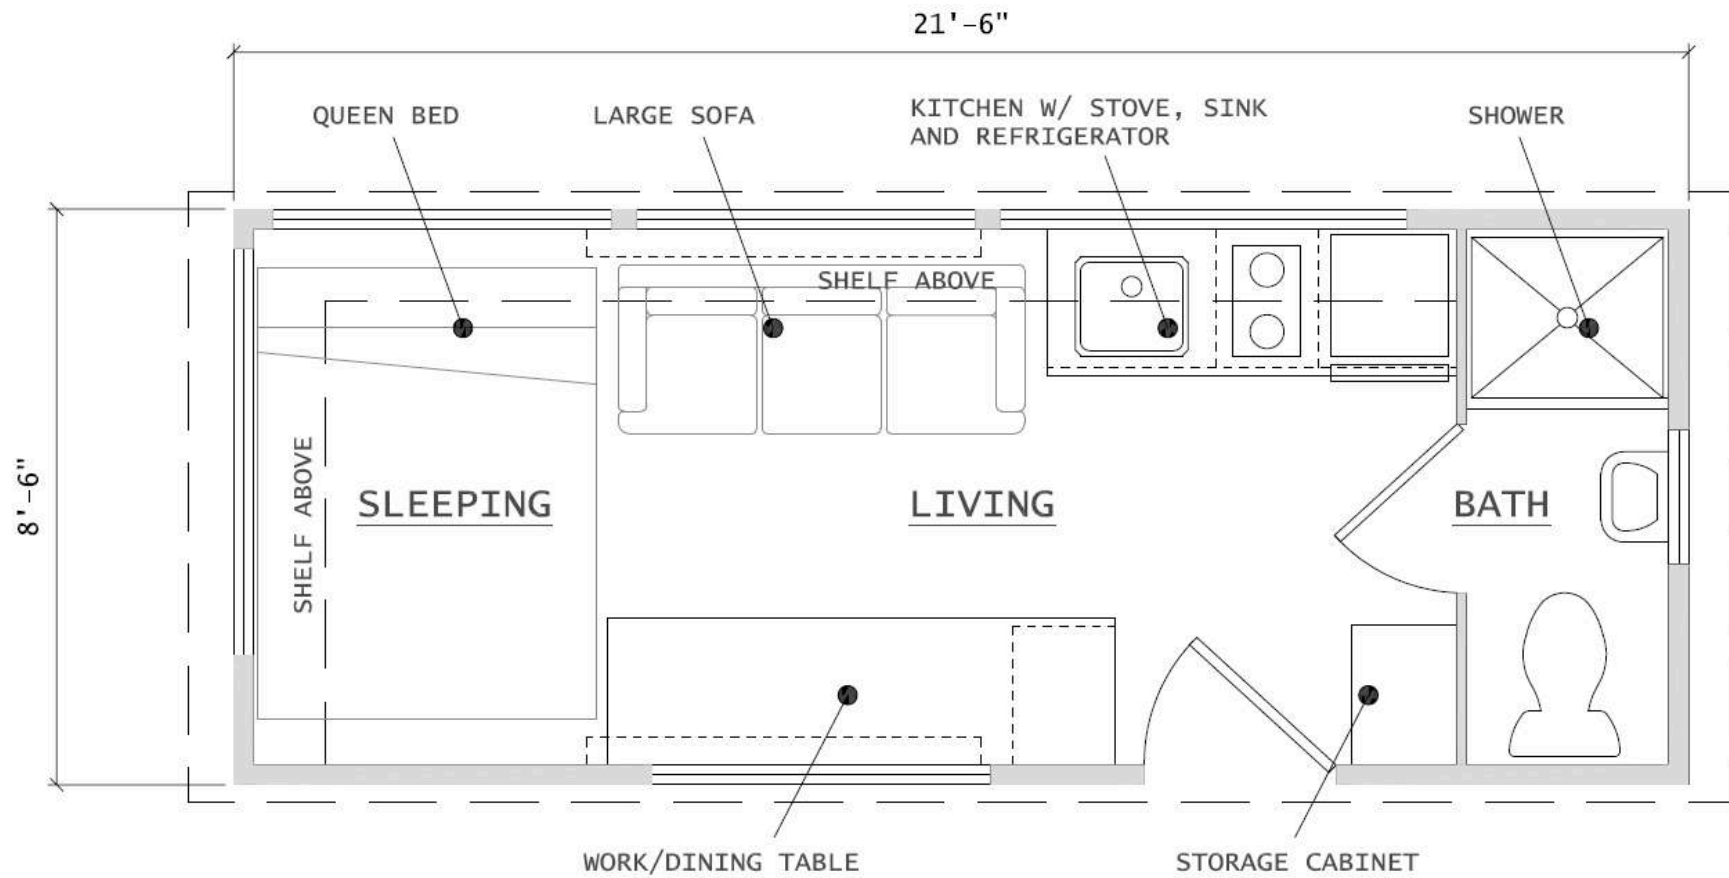 21'-6"
QUEEN BED
LARGE SOFA
KITCHEN W/ STOVE, SINK
AND REFRIGERATOR
SHOWER
SHELF ABOVE
8'-6"
SHELF ABOVE
SLEEPING
LIVING
BATH
WORK/DINING TABLE
STORAGE CABINET